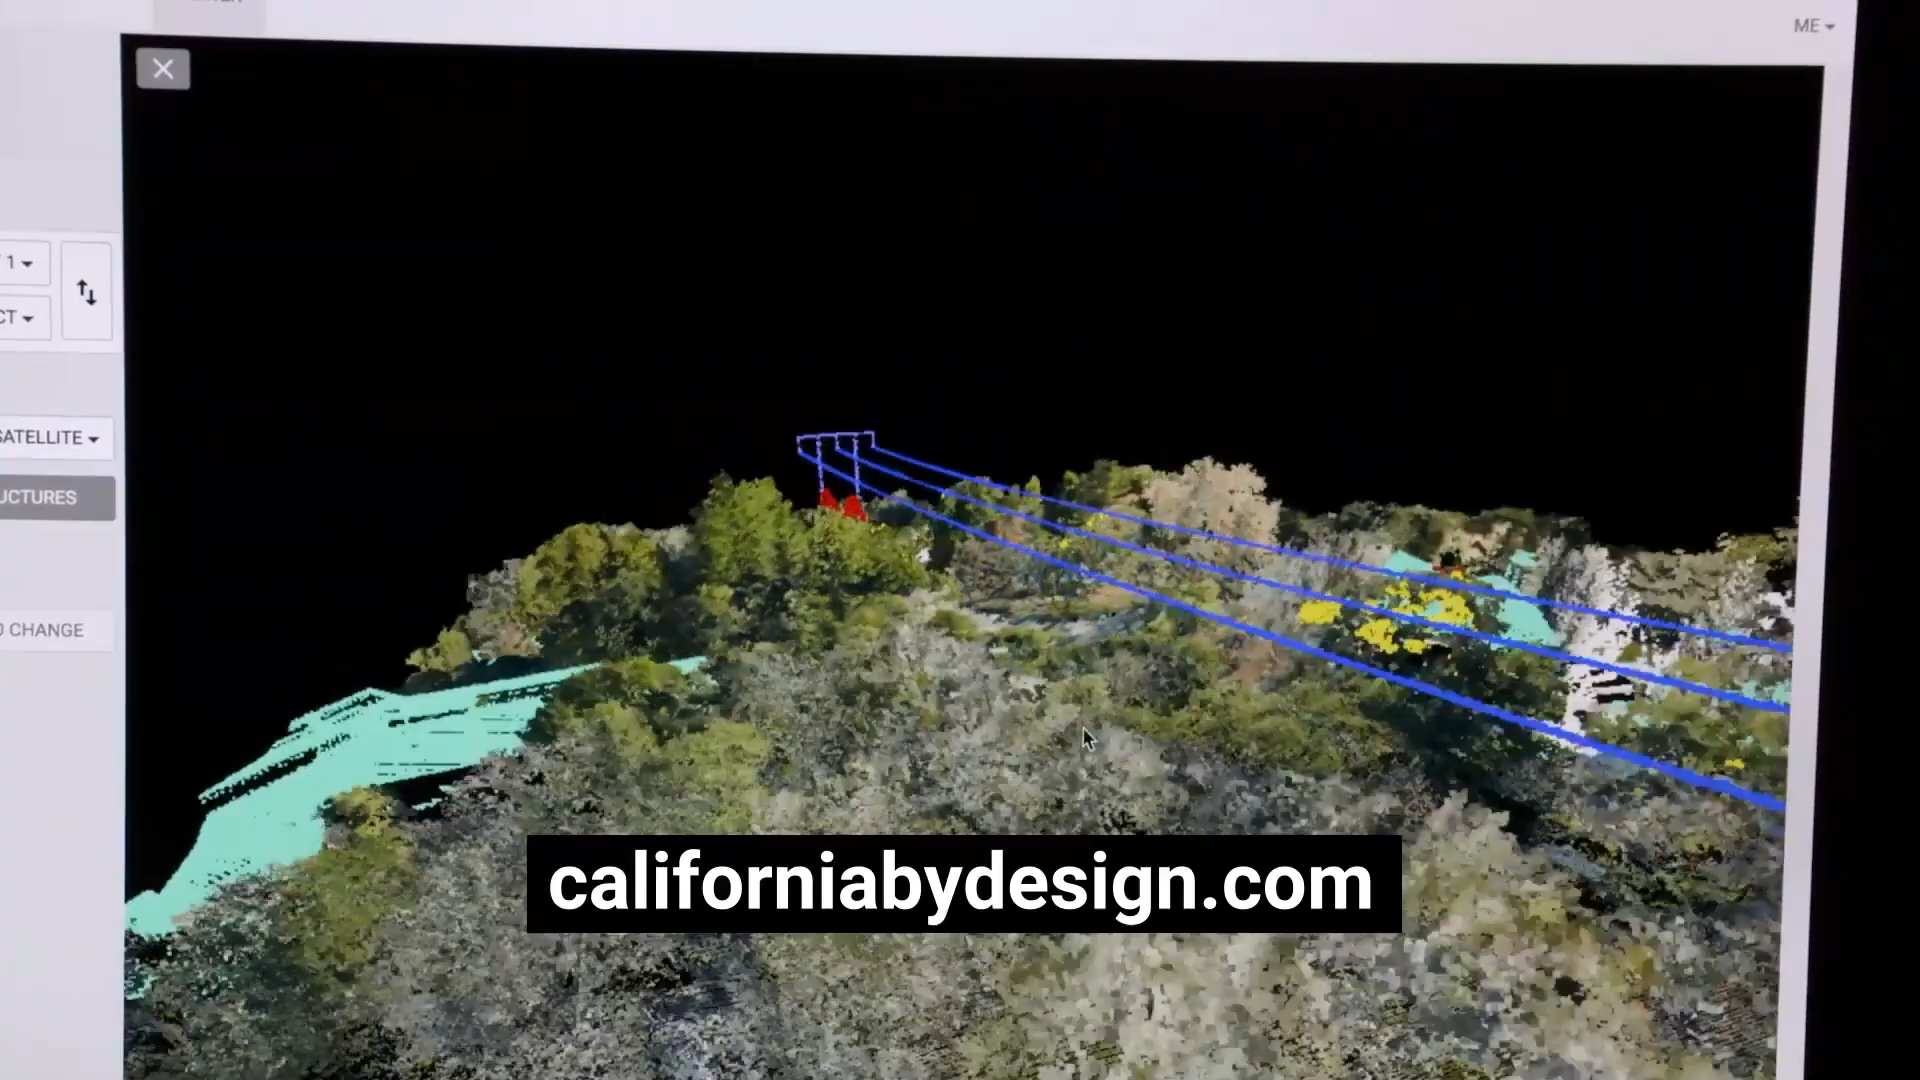 ME
1
CT
SATELLITE
UCTURES
O CHANGE
californiabydesign.com